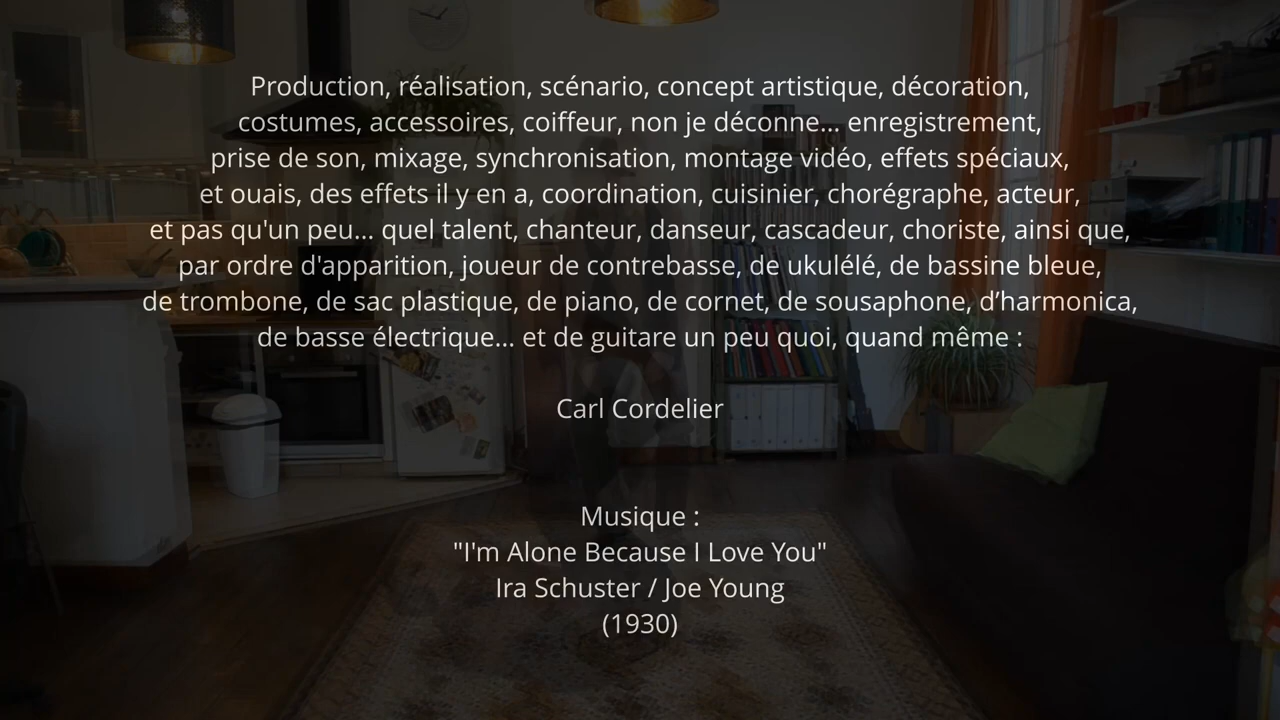 Production, réalisation, scénario, concept artistique, décoration,
costumes, accessoires, coiffeur, non je déconne... enregistrement,
prise de son, mixage, synchronisation, montage vidéo, effets spéciaux,
et ouais, des effets il y en a, coordination, cuisinier, chorégraphe, acteur,
et pas qu'un peu... quel talent, chanteur, danseur, cascadeur, choriste, ainsi que,
par ordre d'apparition, joueur de contrebasse, de ukulélé, de bassine bleue,
de trombone, de sac plastique, de piano, de cornet, de sousaphone, d’harmonica,
de basse électrique... et de guitare un peu quoi, quand même :
Carl Cordelier
Musique :
"I'm Alone Because I Love You"
Ira Schuster / Joe Young
(1930)